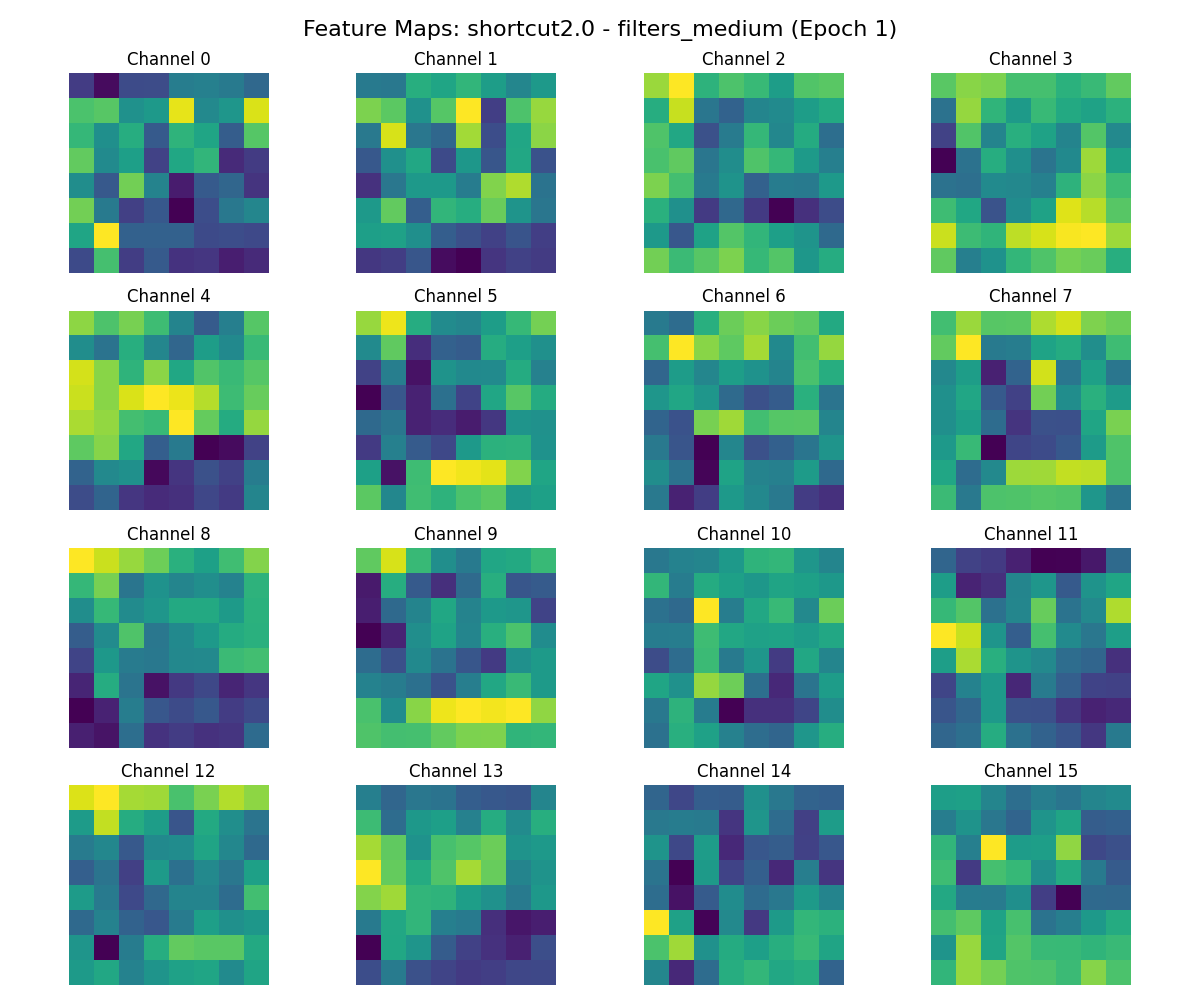 Feature Maps: shortcut2.0 - filters_medium (Epoch 1)
Channel 0
Channel 1
Channel 2
Channel 3
Channel 4
Channel 5
Channel 6
Channel 7
Channel 8
Channel 9
Channel 10
Channel 11
Channel 12
Channel 13
Channel 14
Channel 15